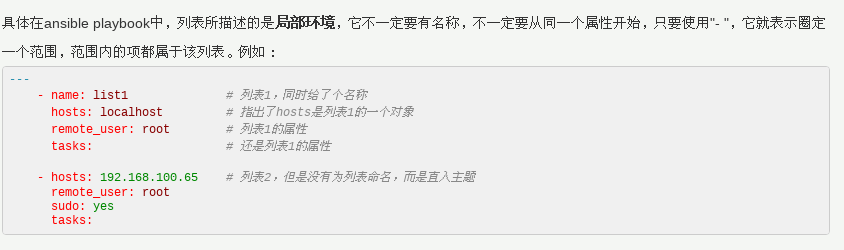 具体在ansible playbook中，列表所描述的是局部环境，它不一定要有名称，不一定要从同一个属性开始，只要使用"- "，它就表示圈定
一个范围，范围内的项都属于该列表。例如：
---
    - name: list1              # 列表1，同时给了个名称
      hosts: localhost         # 指出了hosts是列表1的一个对象
      remote_user: root        # 列表1的属性
      tasks:                   # 还是列表1的属性

    - hosts: 192.168.100.65    # 列表2，但是没有为列表命名，而是直入主题
      remote_user: root
      sudo: yes
      tasks: